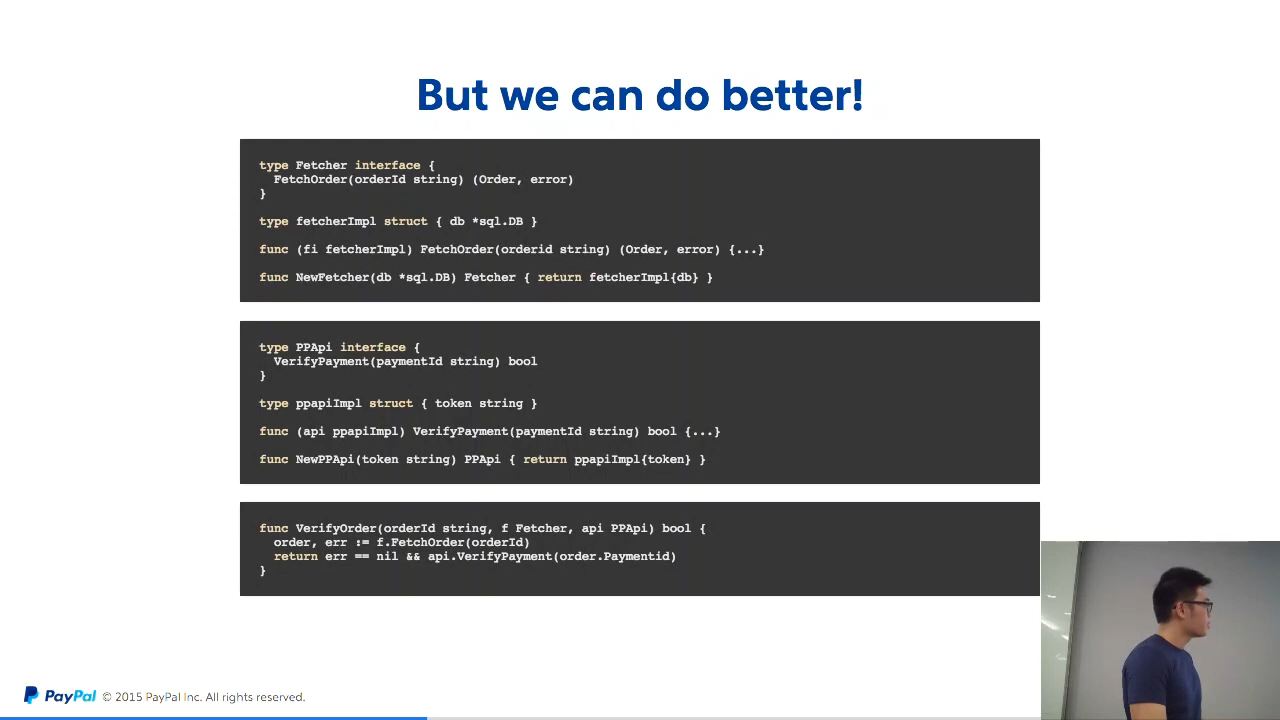 But we can do better!
type Fetcher interface {
  FetchOrder(orderId string) (Order, error)
}
type fetcherImpl struct { db *sql.DB }
func (fi fetcherImpl) FetchOrder(orderid string) (Order, error) {...}
func NewFetcher(db *sql.DB) Fetcher { return fetcherImpl{db} }
type PPApi interface {
  VerifyPayment(paymentId string) bool
}
type ppapiImpl struct { token string }
func (api ppapiImpl) VerifyPayment(paymentId string) bool {...}
func NewPPApi(token string) PPApi { return ppapiImpl{token} }
func VerifyOrder(orderId string, f Fetcher, api PPApi) bool {
  order, err := f.FetchOrder(orderId)
  return err == nil && api.VerifyPayment(order.Paymentid)
}
PayPal © 2015 PayPal Inc. All rights reserved.